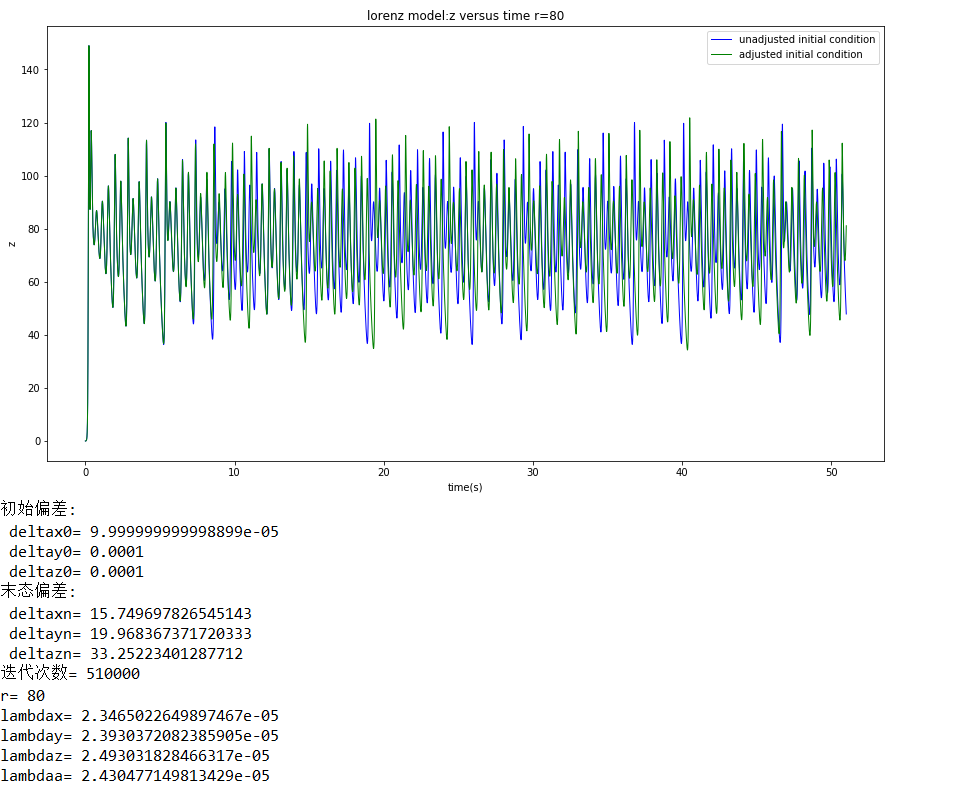 lorenz model:z versus time r=80
unadjusted initial condition
adjusted initial condition
140
120
100
80
60
40
20
0
z
0 10 20 30 40 50
time(s)
初始偏差:
deltax0= 9.999999999998899e-05
deltay0= 0.0001
deltaz0= 0.0001
末态偏差:
deltaxn= 15.749697826545143
deltayn= 19.968367371720333
deltazn= 33.25223401287712
迭代次数= 510000
r= 80
lambdax= 2.3465022649897467e-05
lambday= 2.3930372082385905e-05
lambdaz= 2.493031828466317e-05
lambdaa= 2.430477149813429e-05